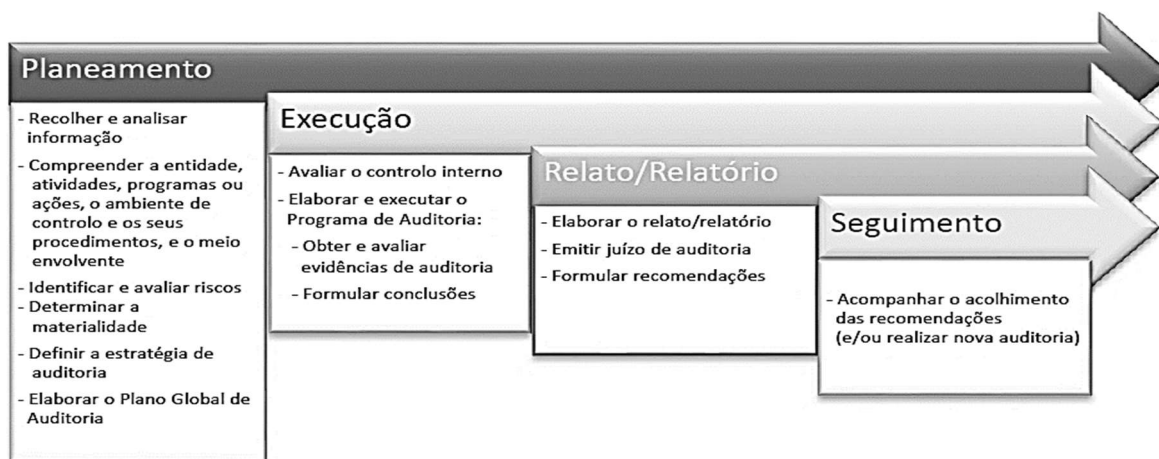 Planeamento
- Recolher e analisar
informação
- Compreender a entidade,
atividades, programas ou
ações, o ambiente de
controlo e os seus
procedimentos, e o meio
envolvente
- Identificar e avaliar riscos
- Determinar a
materialidade
- Definir a estratégia de
auditoria
- Elaborar o Plano Global de
Auditoria
Execução
- Avaliar o controlo interno
- Elaborar e executar o
Programa de Auditoria:
- Obter e avaliar
evidências de auditoria
- Formular conclusões
Relato/Relatório
- Elaborar o relato/relatório
- Emitir juízo de auditoria
- Formular recomendações
Seguimento
- Acompanhar o acolhimento
das recomendações
(e/ou realizar nova auditoria)